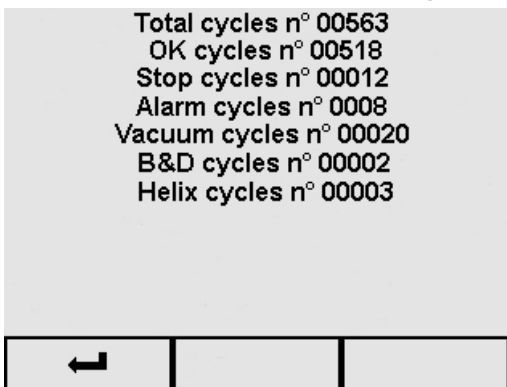 Total cycles n° 00563
OK cycles n° 00518
Stop cycles n° 00012
Alarm cycles n° 0008
Vacuum cycles n° 00020
B&D cycles n° 00002
Helix cycles n° 00003